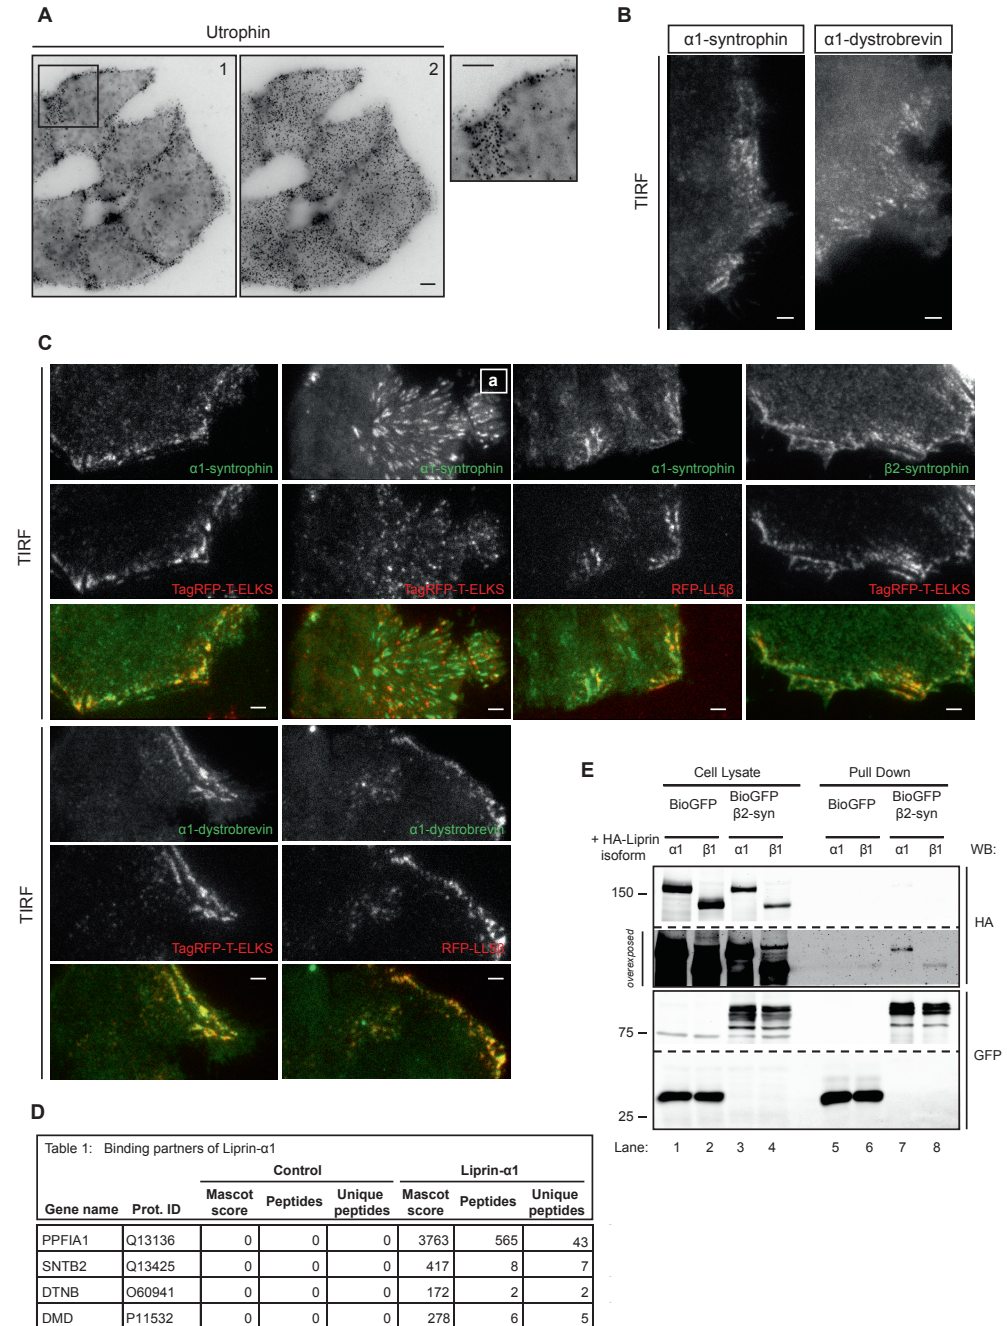 A
Utrophin
1
2
B
α1-syntrophin
α1-dystrobrevin
TIRF
C
TIRF
a
α1-syntrophin
α1-syntrophin
α1-syntrophin
β2-syntrophin
TagRFP-T-ELKS
TagRFP-T-ELKS
RFP-LL5β
TagRFP-T-ELKS
TIRF
α1-dystrobrevin
α1-dystrobrevin
TagRFP-T-ELKS
RFP-LL5β
E
Cell Lysate
Pull Down
BioGFP
BioGFP β2-syn
BioGFP
BioGFP β2-syn
+ HA-Liprin isoform
α1 β1 α1 β1 α1 β1 α1 β1
WB:
150
HA
overexposed
75
GFP
25
Lane: 1 2 3 4 5 6 7 8
D
Table 1: Binding partners of Liprin-α1
Control Liprin-α1
Gene name Prot. ID Mascot score Peptides Unique peptides Mascot score Peptides Unique peptides
PPFIA1 Q13136 0 0 0 3763 565 43
SNTB2 Q13425 0 0 0 417 8 7
DTNB O60941 0 0 0 172 2 2
DMD P11532 0 0 0 278 6 5